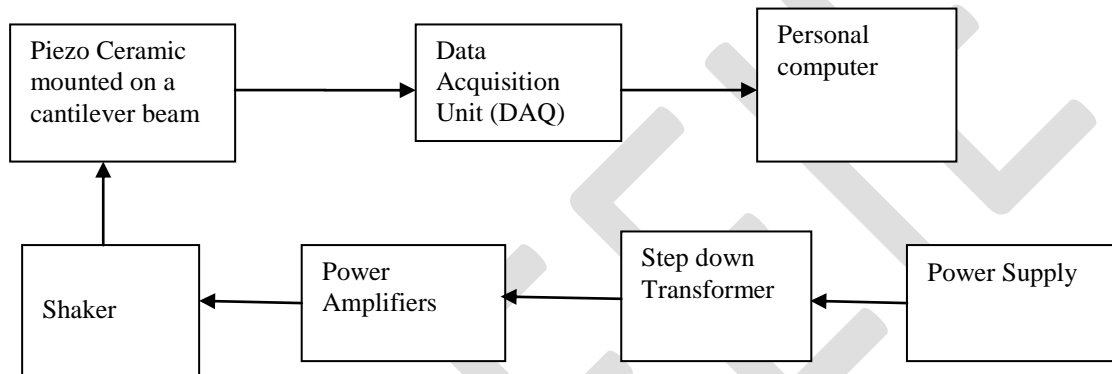 Piezo Ceramic
mounted on a
cantilever beam
Data
Acquisition
Unit (DAQ)
Personal
computer
Shaker
Power
Amplifiers
Step down
Transformer
Power Supply